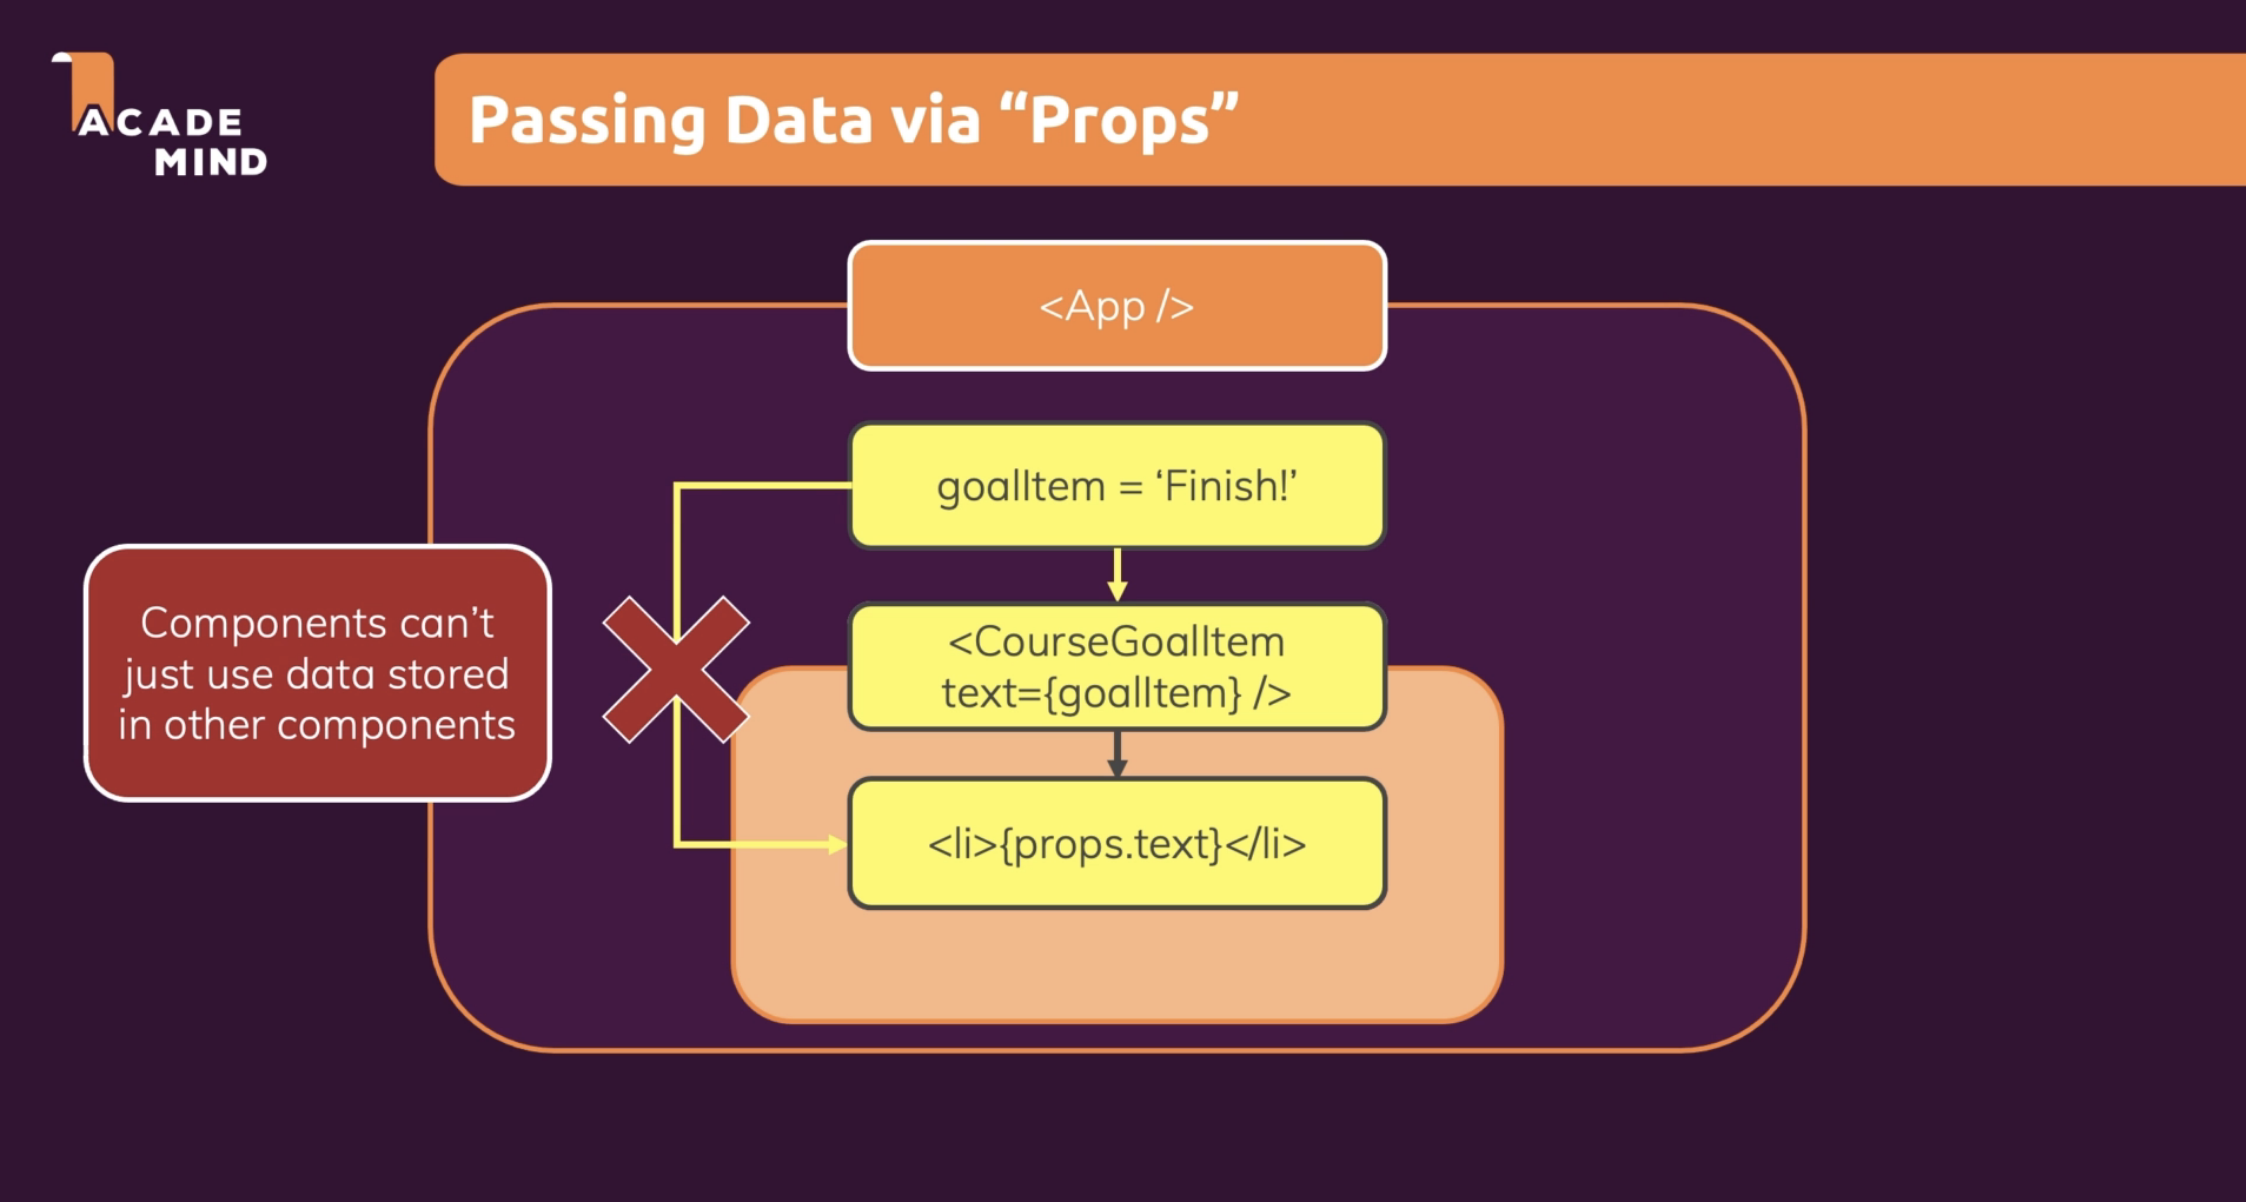 ACADE
MIND
Passing Data via “Props”
<App />
goalItem = ‘Finish!’
Components can’t
just use data stored
in other components
<CourseGoalItem
text={goalItem} />
<li>{props.text}</li>